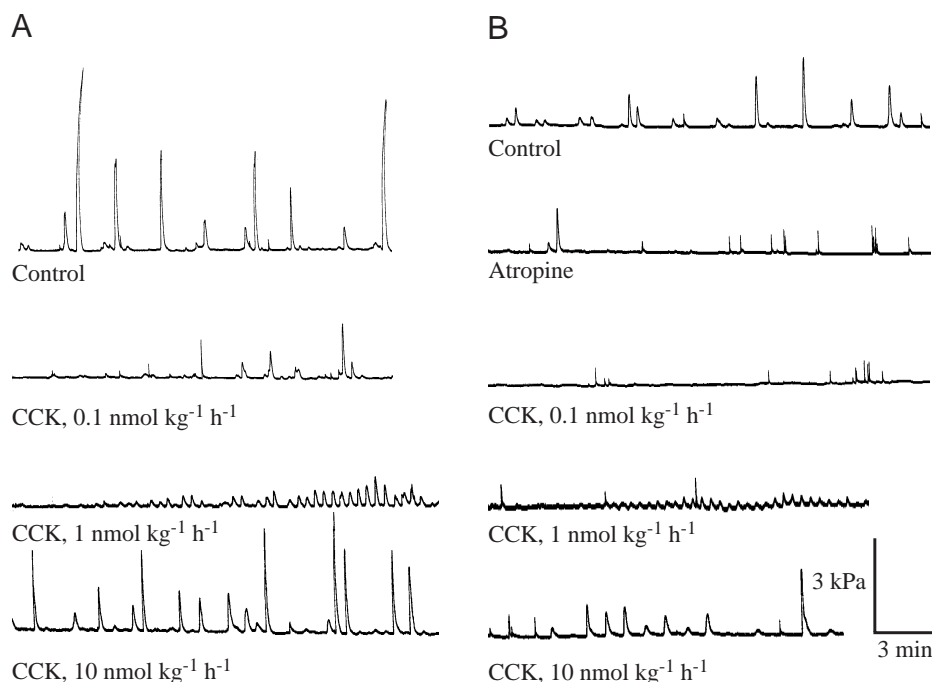 A
Control
CCK, 0.1 nmol kg⁻¹ h⁻¹
CCK, 1 nmol kg⁻¹ h⁻¹
CCK, 10 nmol kg⁻¹ h⁻¹
B
Control
Atropine
CCK, 0.1 nmol kg⁻¹ h⁻¹
CCK, 1 nmol kg⁻¹ h⁻¹
3 kPa
3 min
CCK, 10 nmol kg⁻¹ h⁻¹